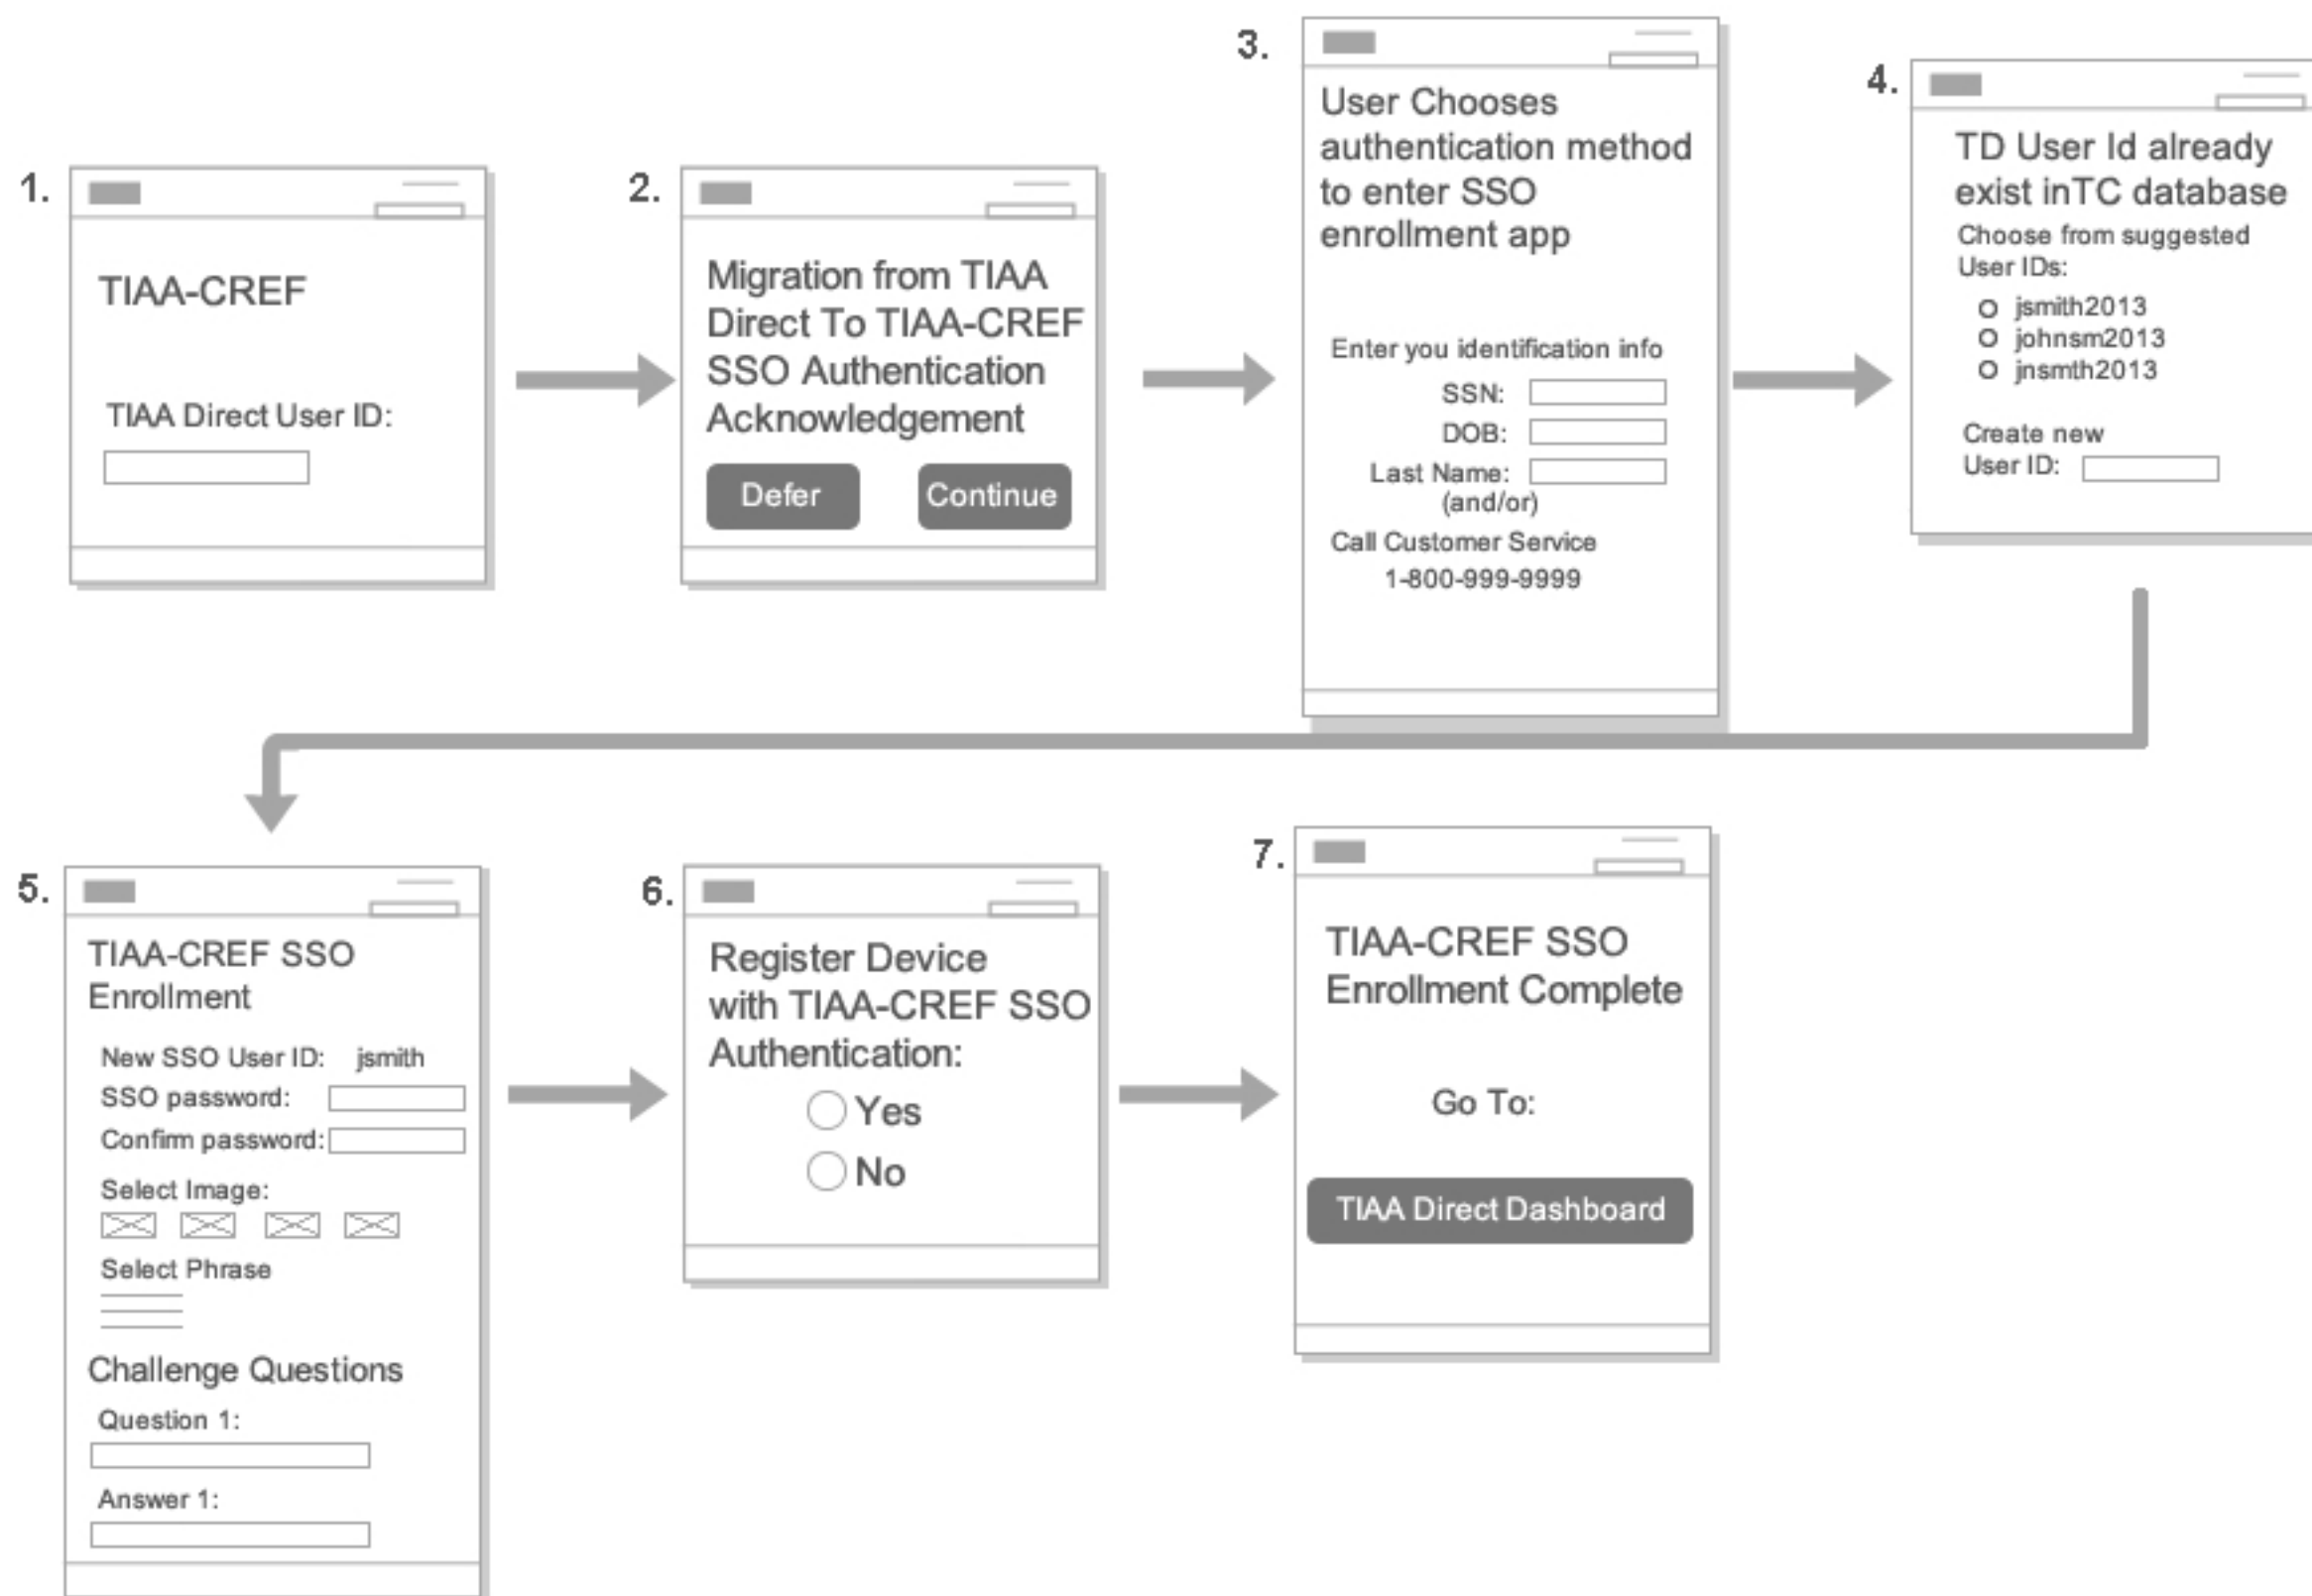 1.
TIAA-CREF
TIAA Direct User ID:
2.
Migration from TIAA
Direct To TIAA-CREF
SSO Authentication
Acknowledgement
Defer
Continue
3.
User Chooses
authentication method
to enter SSO
enrollment app
Enter you identification info
SSN:
DOB:
Last Name:
(and/or)
Call Customer Service
1-800-999-9999
4.
TD User Id already
exist inTC database
Choose from suggested
User IDs:
jsmith2013
johnsm2013
jnsmth2013
Create new
User ID:
5.
TIAA-CREF SSO
Enrollment
New SSO User ID: jsmith
SSO password:
Confirm password:
Select Image:
Select Phrase
Challenge Questions
Question 1:
Answer 1:
6.
Register Device
with TIAA-CREF SSO
Authentication:
Yes
No
7.
TIAA-CREF SSO
Enrollment Complete
Go To:
TIAA Direct Dashboard